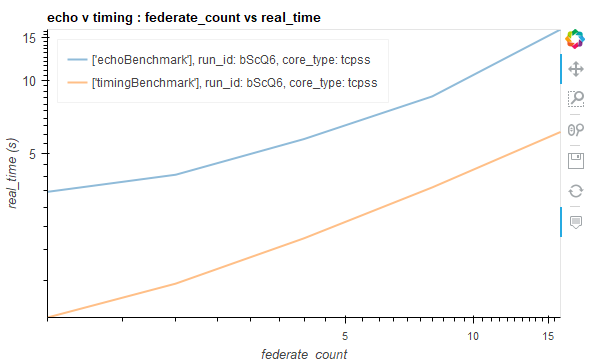 echo v timing : federate_count vs real_time
15
10
5
real_time (s)
['echoBenchmark'], run_id: bScQ6, core_type: tcpss
['timingBenchmark'], run_id: bScQ6, core_type: tcpss
5
10
15
federate_count